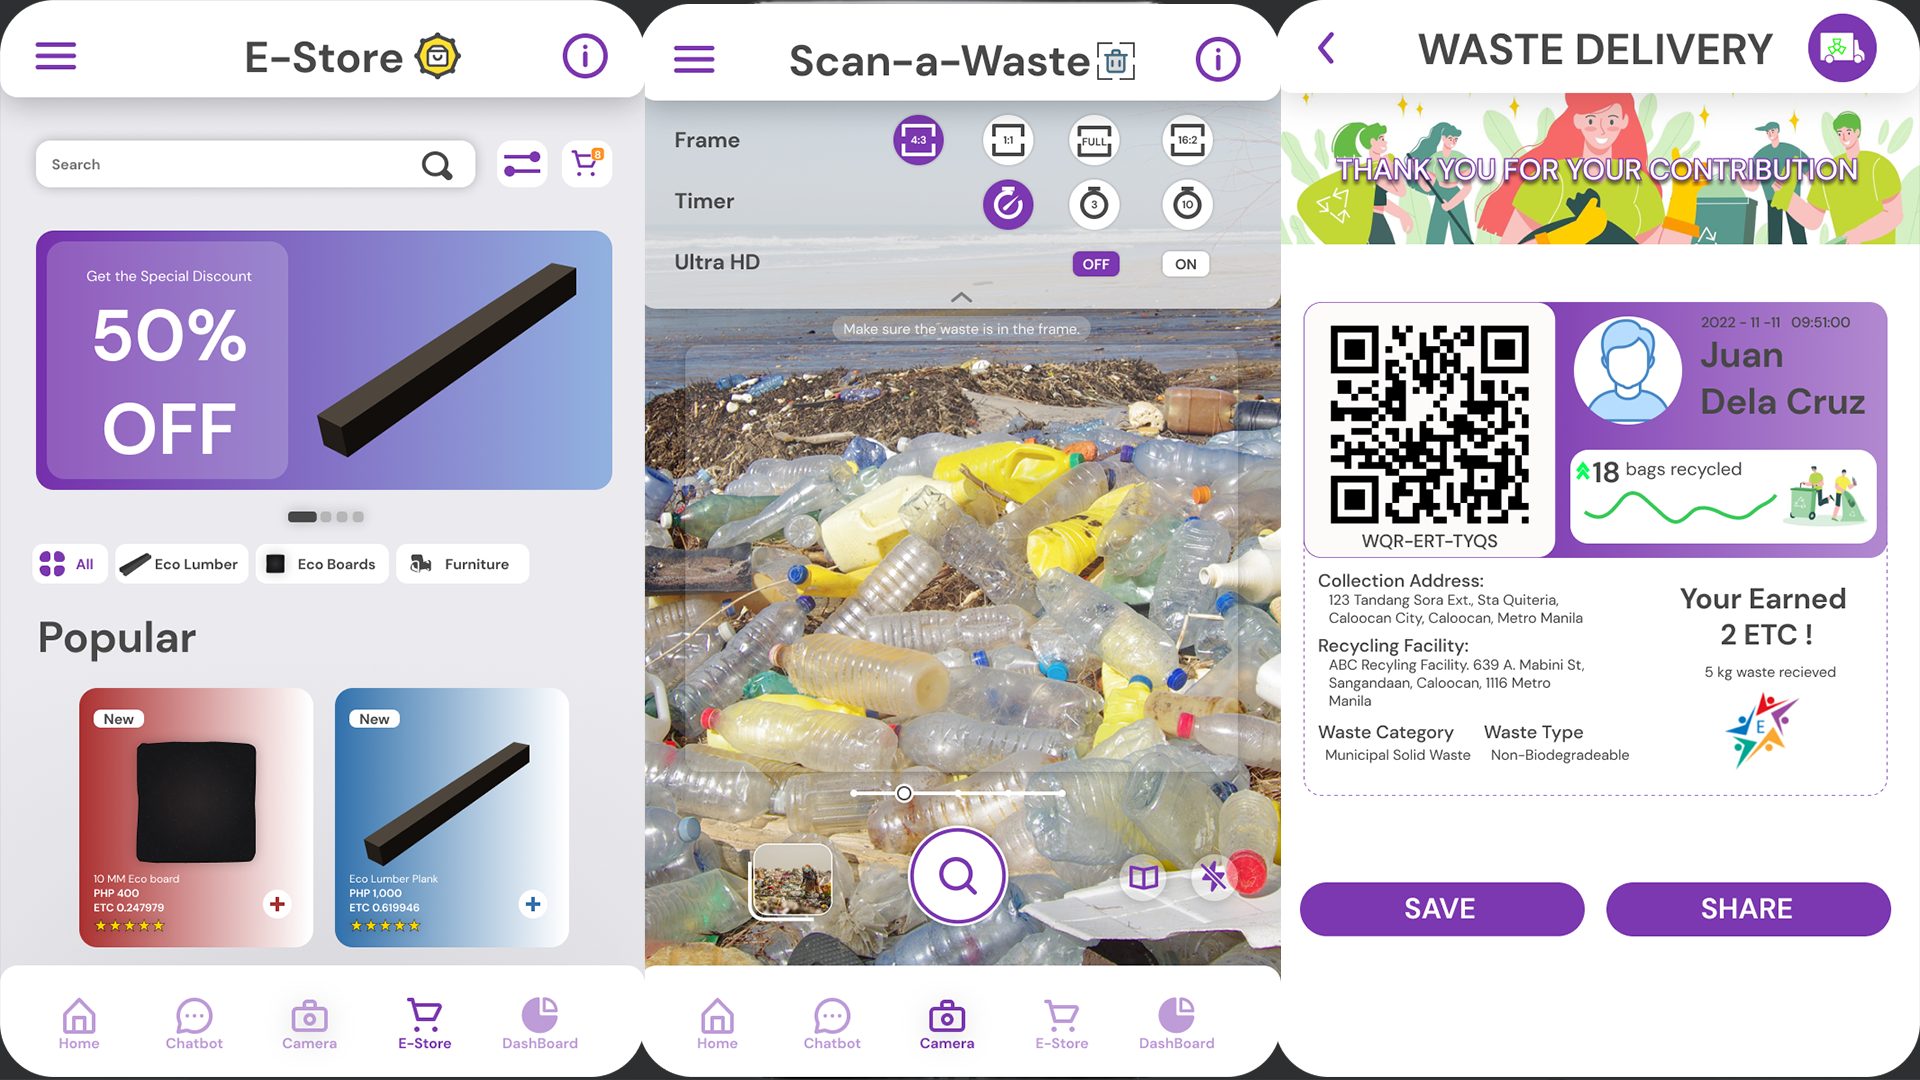 E-Store
Search
8
Get the Special Discount
50%
OFF
All
Eco Lumber
Eco Boards
Furniture
Popular
New
10 MM Eco board
PHP 400
ETC 0.247979
New
Eco Lumber Plank
PHP 1,000
ETC 0.619946
Home
Chatbot
Camera
E-Store
DashBoard
Scan-a-Waste
Frame
4:3
1:1
FULL
16:2
Timer
3
10
Ultra HD
OFF
ON
Make sure the waste is in the frame.
Home
Chatbot
Camera
E-Store
DashBoard
WASTE DELIVERY
THANK YOU FOR YOUR CONTRIBUTION
WQR-ERT-TYQS
2022 - 11 -11 09:51:00
Juan
Dela Cruz
18 bags recycled
Collection Address:
123 Tandang Sora Ext., Sta Quiteria,
Caloocan City, Caloocan, Metro Manila
Recycling Facility:
ABC Recyling Facility. 639 A. Mabini St,
Sangandaan, Caloocan, 1116 Metro
Manila
Waste Category
Municipal Solid Waste
Waste Type
Non-Biodegradeable
Your Earned
2 ETC !
5 kg waste recieved
E
SAVE
SHARE